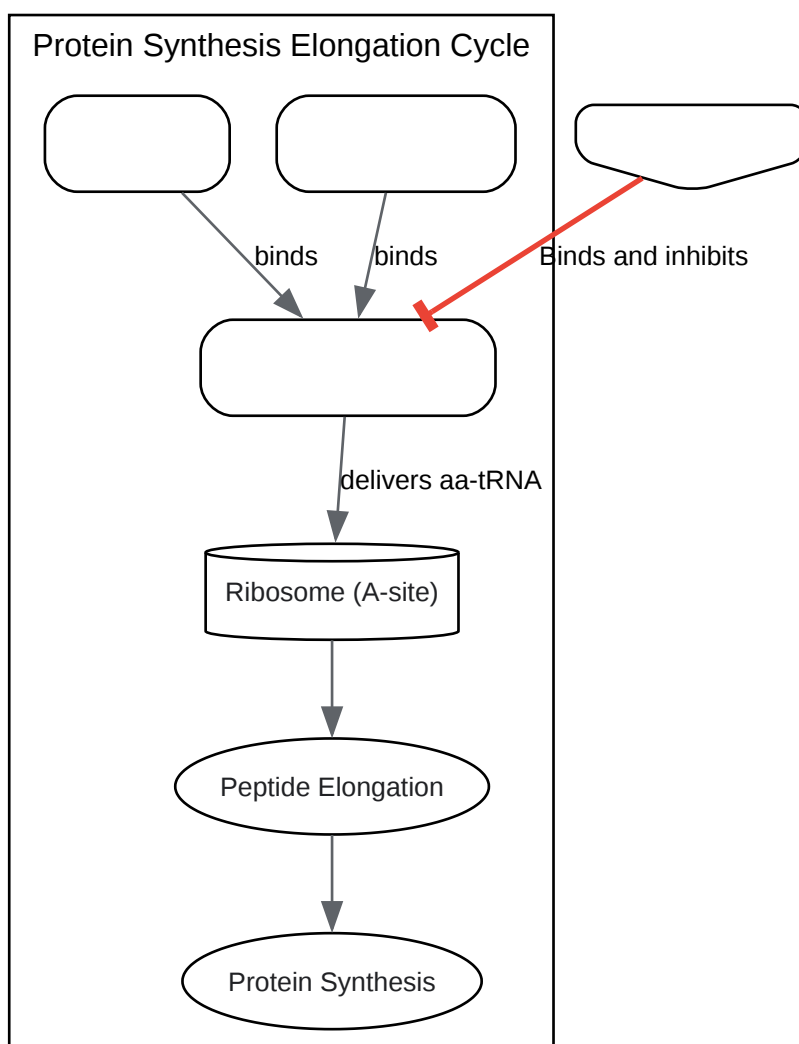 Protein Synthesis Elongation Cycle
binds
binds
Binds and inhibits
delivers aa-tRNA
Ribosome (A-site)
Peptide Elongation
Protein Synthesis